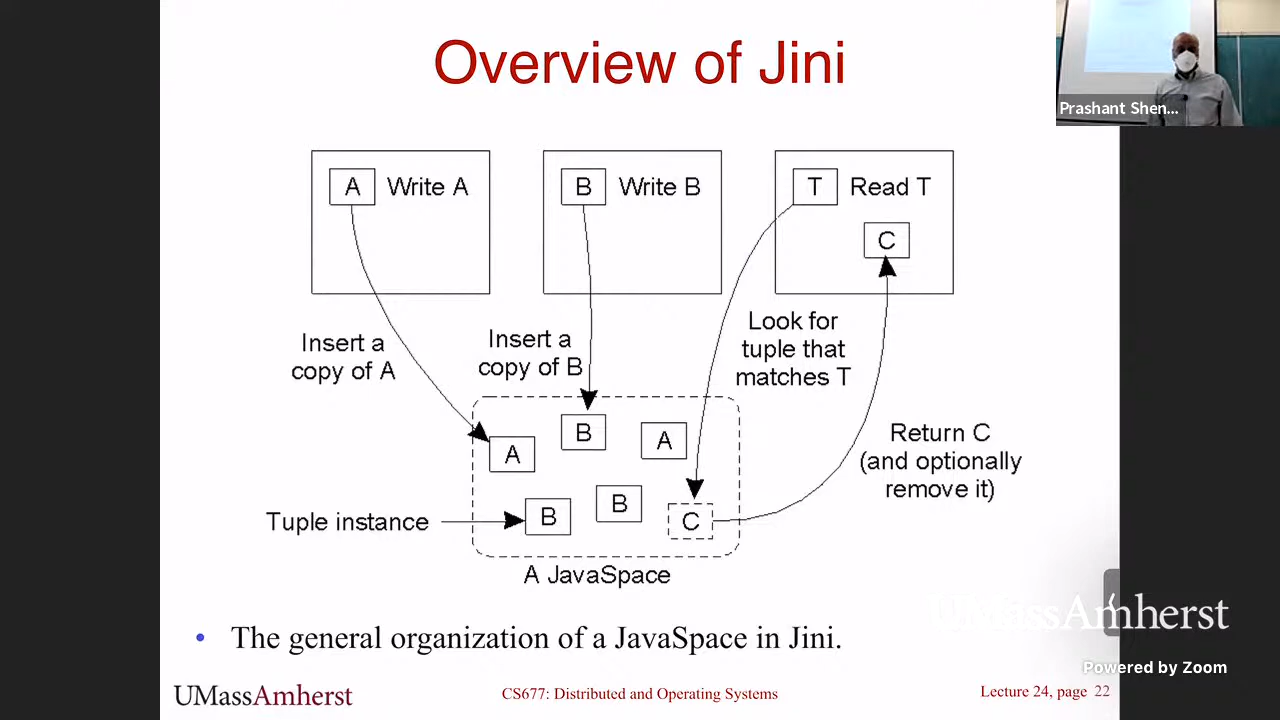 Overview of Jini
Prashant Shen...
A
Write A
B
Write B
T
Read T
C
Insert a
copy of A
Insert a
copy of B
Look for
tuple that
matches T
Return C
(and optionally
remove it)
A
B
A
Tuple instance
B
B
C
A JavaSpace
• The general organization of a JavaSpace in Jini.
UMassAmherst
Powered by Zoom
UMassAmherst
CS677: Distributed and Operating Systems
Lecture 24, page 22